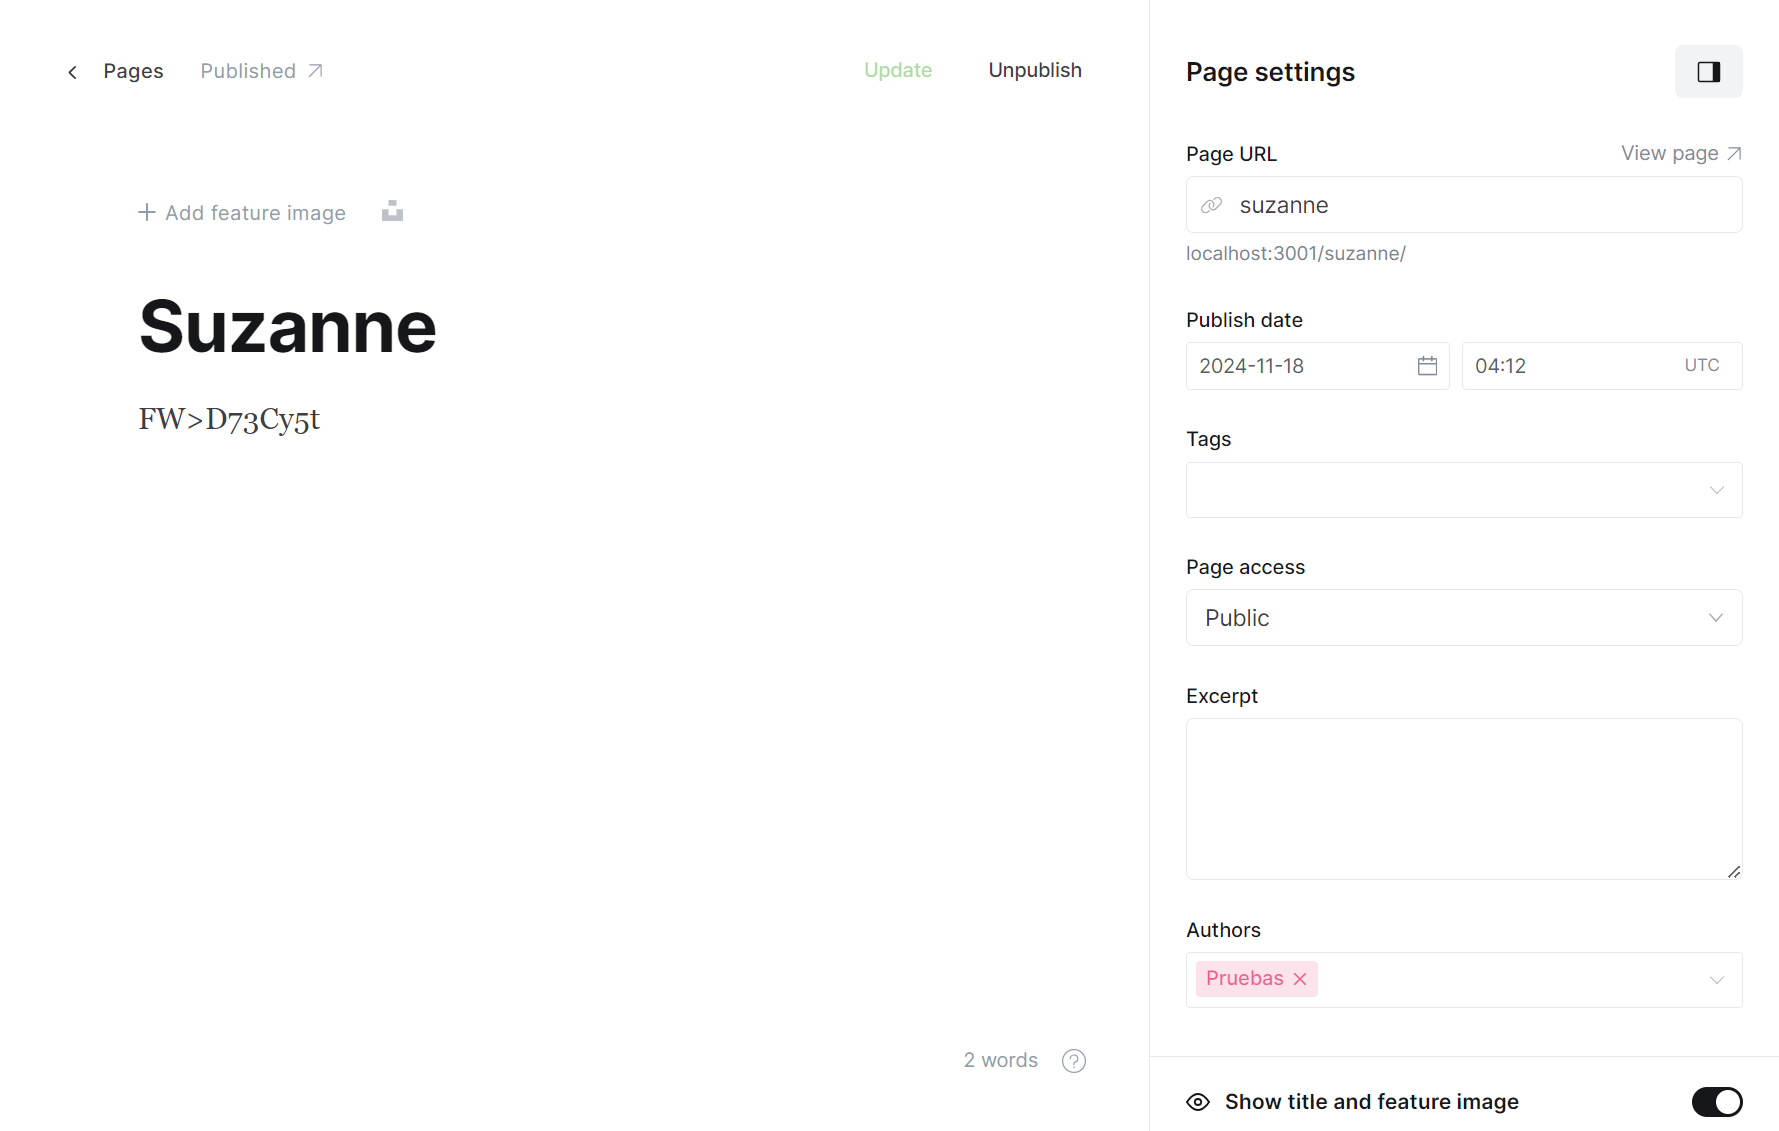 Pages
Published
Update
Unpublish
Add feature image
Suzanne
FW>D73Cy5t
2 words
Page settings
Page URL
View page
suzanne
localhost:3001/suzanne/
Publish date
2024-11-18
04:12
UTC
Tags
Page access
Public
Excerpt
Authors
Pruebas
Show title and feature image